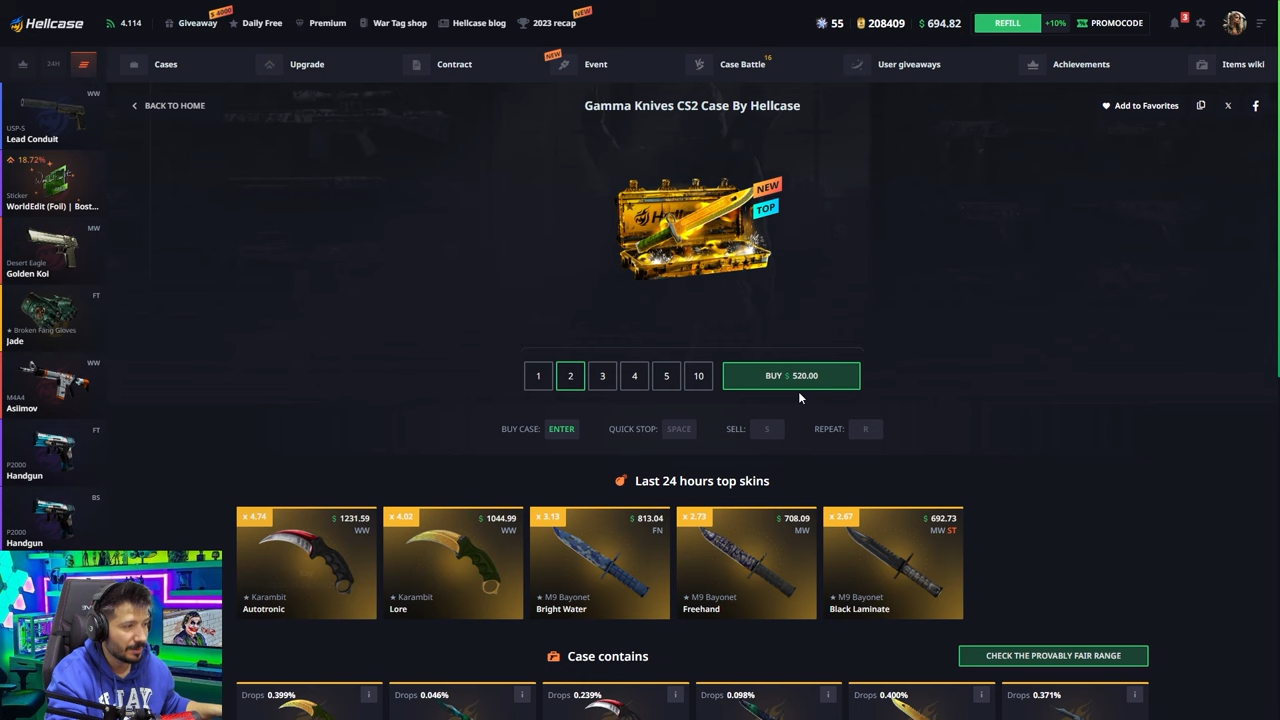 Hellcase
4.114
Giveaway
$ 4000
Daily Free
Premium
War Tag shop
Hellcase blog
2023 recap
NEW
55
208409
$ 694.82
REFILL
+10%
PROMOCODE
3
24H
Cases
Upgrade
Contract
NEW
Event
Case Battle
16
User giveaways
Achievements
Items wiki
BACK TO HOME
Gamma Knives CS2 Case By Hellcase
Add to Favorites
WW
USP-S
Lead Conduit
18.72%
Sticker
WorldEdit (Foil) | Bost...
MW
Desert Eagle
Golden Koi
FT
★ Broken Fang Gloves
Jade
WW
M4A4
Asiimov
FT
P2000
Handgun
BS
P2000
Handgun
NEW
TOP
1
2
3
4
5
10
BUY $ 520.00
BUY CASE: ENTER
QUICK STOP: SPACE
SELL: S
REPEAT: R
Last 24 hours top skins
x 4.74
$ 1231.59
WW
★ Karambit
Autotronic
x 4.02
$ 1044.99
WW
★ Karambit
Lore
x 3.13
$ 813.04
FN
★ M9 Bayonet
Bright Water
x 2.73
$ 708.09
MW
★ M9 Bayonet
Freehand
x 2.67
$ 692.73
MW ST
★ M9 Bayonet
Black Laminate
Case contains
CHECK THE PROVABLY FAIR RANGE
Drops 0.399%
Drops 0.046%
Drops 0.239%
Drops 0.098%
Drops 0.400%
Drops 0.371%